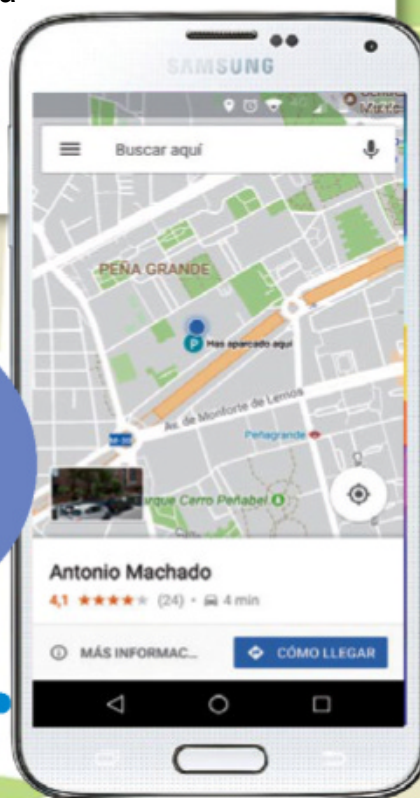 a
SAMSUNG
Buscar aquí
PEÑA GRANDE
P
Has aparcado aquí
Av. de Monforte de Lemos
M-30
Peñagrande
Parque Cerro Peñabel
Antonio Machado
4,1 ★★★★★ (24) • 4 min
MÁS INFORMAC...
CÓMO LLEGAR